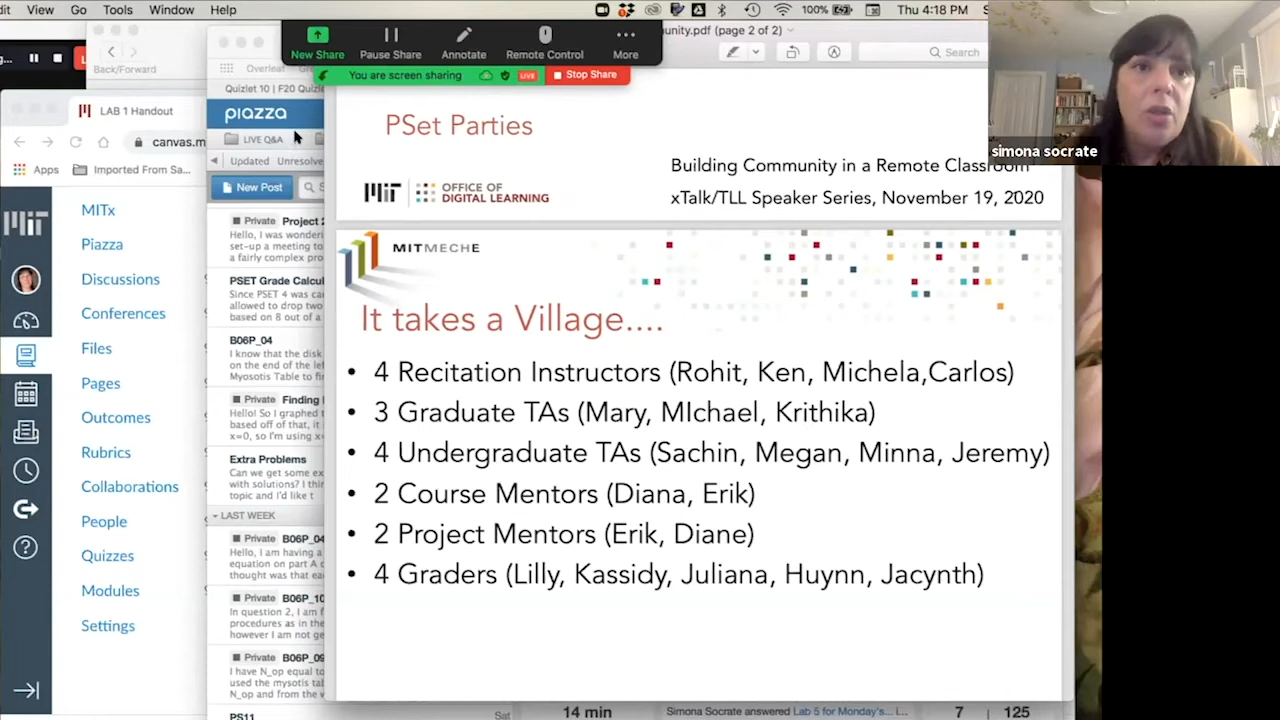 dit View Go Tools Window Help
100%
Thu 4:18 PM
New Share Pause Share Annotate Remote Control More
You are screen sharing LIVE Stop Share
unity.pdf (page 2 of 2)
Search
Back/Forward
Overleaf
Quizlet 10 | F20 Quizle
LAB 1 Handout
canvas.m
Apps Imported From Sa...
piazza
LIVE Q&A
Updated Unresolve
New Post
MIT
MITx
Piazza
Discussions
Conferences
Files
Pages
Outcomes
Rubrics
Collaborations
People
Quizzes
Modules
Settings
Private Project 2
Hello, I was wonderi
set-up a meeting to
a fairly complex pro
PSET Grade Calcul
Since PSET 4 was ca
allowed to drop two
based on 8 out of a
B06P_04
I know that the disk
on the end of the lef
Myosotis Table to fi
Private Finding
Hello! So I graphed t
based off of that, it
x=0, so I'm using x=
Extra Problems
Can we get some ex
with solutions? I thin
topic and I'd like t
LAST WEEK
Private B06P_04
Hello, I am having a
equation on part A c
thought was that ea
Private B06P_10
In question 2, I am f
procedures as in the
however I am not ge
Private B06P_09
I have N_op equal to
used the mysotis tab
N_op and from the w
PS11 Sat
PSet Parties
Building Community in a Remote Classroom
xTalk/TLL Speaker Series, November 19, 2020
MIT OFFICE OF
DIGITAL LEARNING
MITMECHE
It takes a Village....
• 4 Recitation Instructors (Rohit, Ken, Michela,Carlos)
• 3 Graduate TAs (Mary, MIchael, Krithika)
• 4 Undergraduate TAs (Sachin, Megan, Minna, Jeremy)
• 2 Course Mentors (Diana, Erik)
• 2 Project Mentors (Erik, Diane)
• 4 Graders (Lilly, Kassidy, Juliana, Huynn, Jacynth)
14 min Simona Socrate answered Lab 5 for Monday's... 7 125
simona socrate